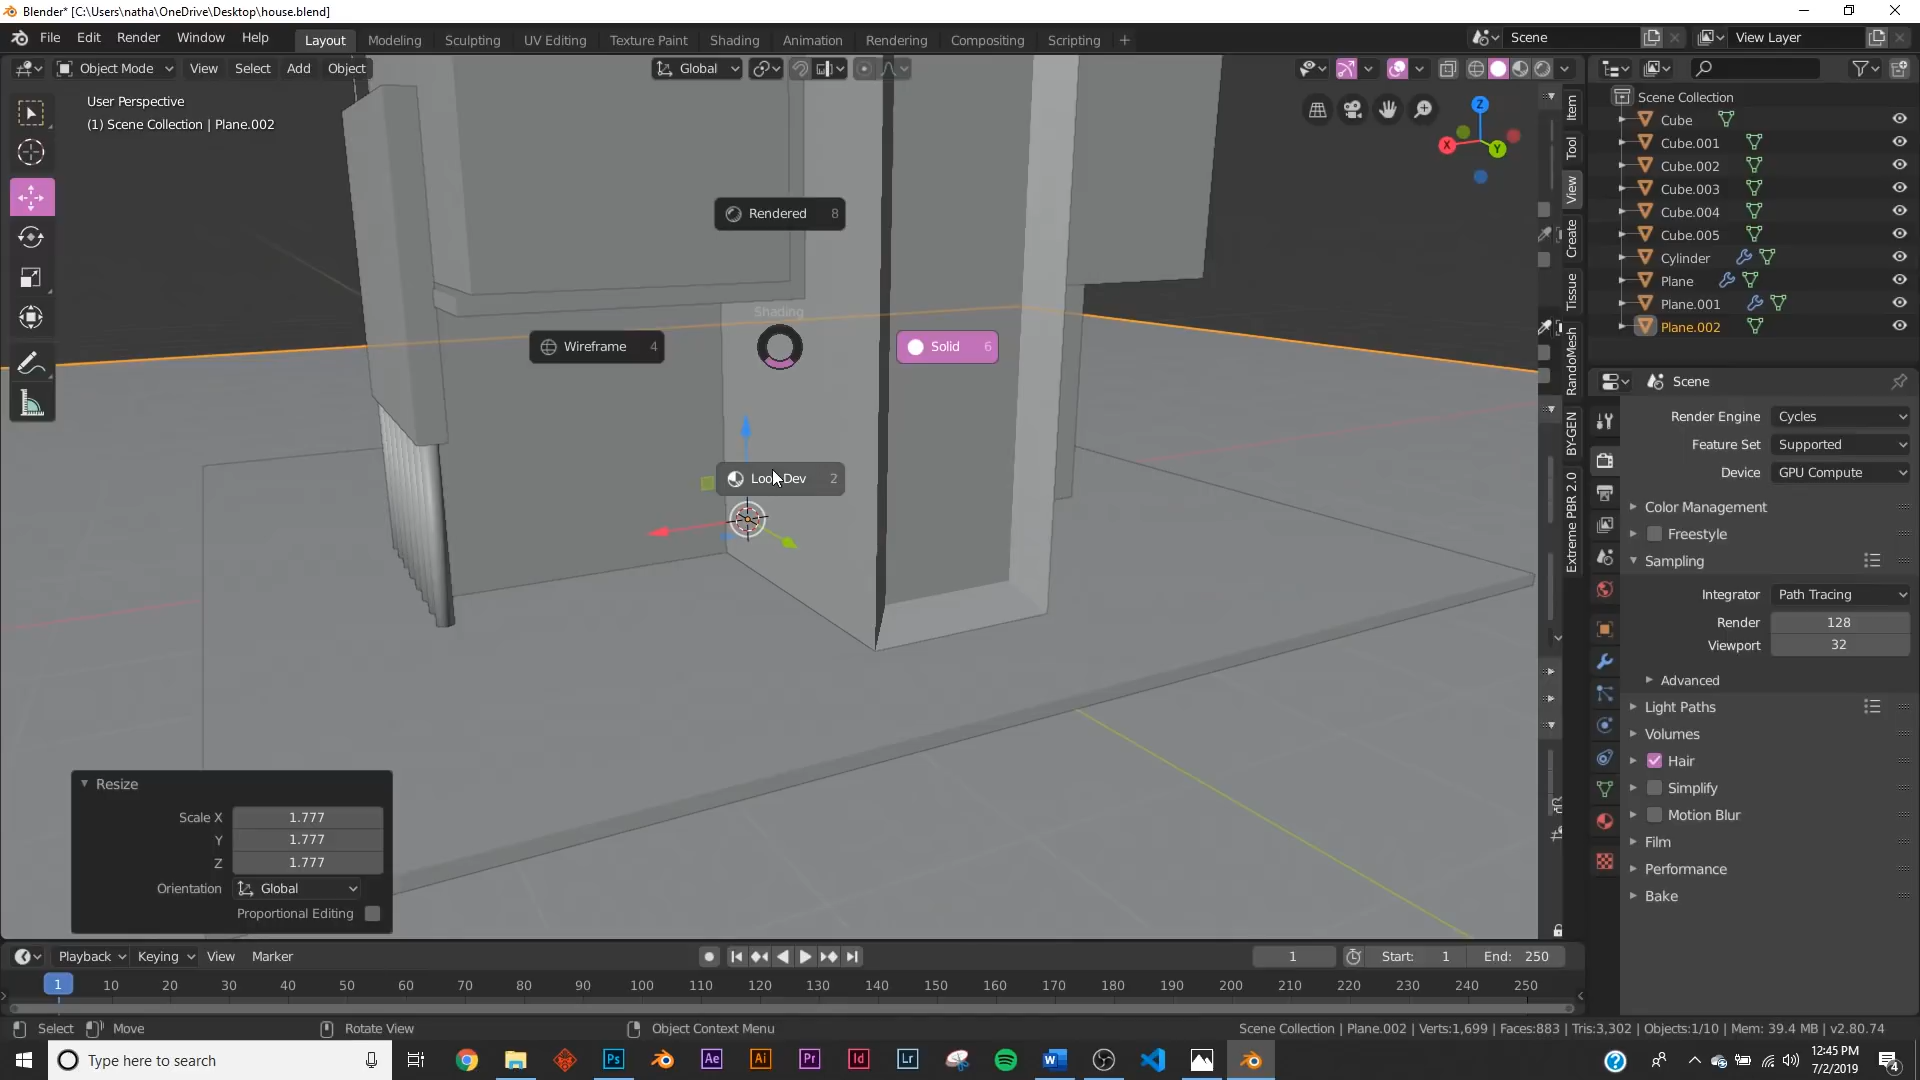 Blender* [C:\Users\natha\OneDrive\Desktop\house.blend]
File Edit Render Window Help
Layout Modeling Sculpting UV Editing Texture Paint Shading Animation Rendering Compositing Scripting +
Scene
View Layer
Object Mode View Select Add Object
Global
User Perspective
(1) Scene Collection | Plane.002
Z
X
Y
Item
Tool
View
Create
Tissue
RandoMesh
BY-GEN
Extreme PBR 2.0
Rendered 8
Shading
Wireframe 4
Solid 6
LookDev 2
Scene Collection
Cube
Cube.001
Cube.002
Cube.003
Cube.004
Cube.005
Cylinder
Plane
Plane.001
Plane.002
Scene
Render Engine Cycles
Feature Set Supported
Device GPU Compute
Color Management
Freestyle
Sampling
Integrator Path Tracing
Render 128
Viewport 32
Advanced
Light Paths
Volumes
Hair
Simplify
Motion Blur
Film
Performance
Bake
Resize
Scale X 1.777
Y 1.777
Z 1.777
Orientation Global
Proportional Editing
Playback Keying View Marker
1 Start: 1 End: 250
1 10 20 30 40 50 60 70 80 90 100 110 120 130 140 150 160 170 180 190 200 210 220 230 240 250
Select Move Rotate View Object Context Menu
Scene Collection | Plane.002 | Verts:1,699 | Faces:883 | Tris:3,302 | Objects:1/10 | Mem: 39.4 MB | v2.80.74
Type here to search
Ps Ae Ai Pr Id Lr
12:45 PM
7/2/2019
4